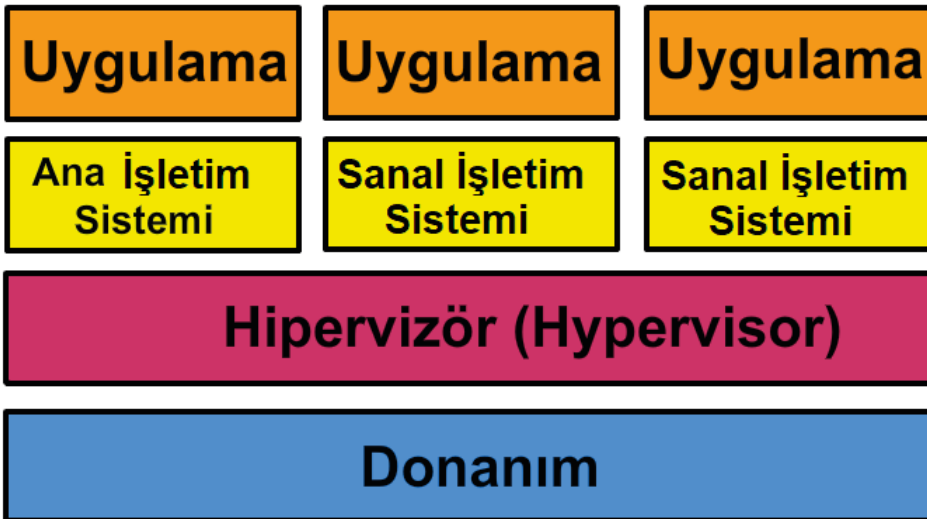 Uygulama
Uygulama
Uygulama
Ana İşletim
Sistemi
Sanal İşletim
Sistemi
Sanal İşletim
Sistemi
Hipervizör (Hypervisor)
Donanım